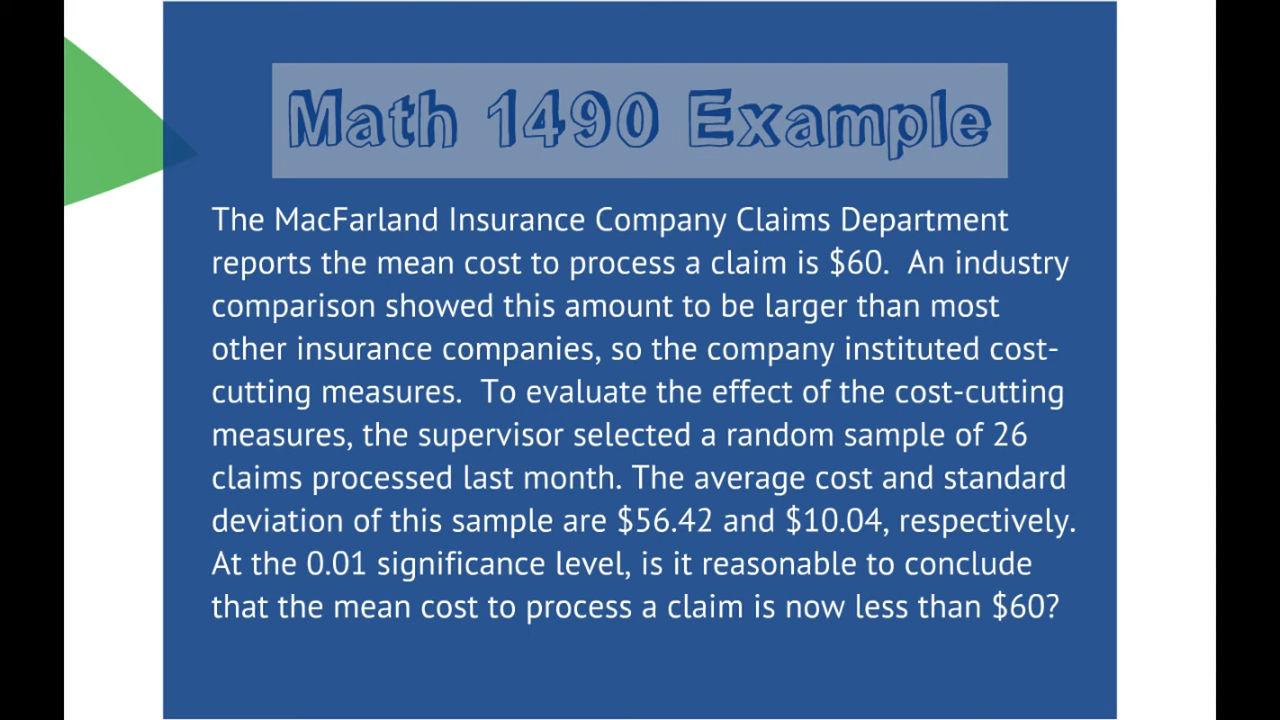 Math 1490 Example
The MacFarland Insurance Company Claims Department
reports the mean cost to process a claim is $60.  An industry
comparison showed this amount to be larger than most
other insurance companies, so the company instituted cost-
cutting measures.  To evaluate the effect of the cost-cutting
measures, the supervisor selected a random sample of 26
claims processed last month. The average cost and standard
deviation of this sample are $56.42 and $10.04, respectively.
At the 0.01 significance level, is it reasonable to conclude
that the mean cost to process a claim is now less than $60?